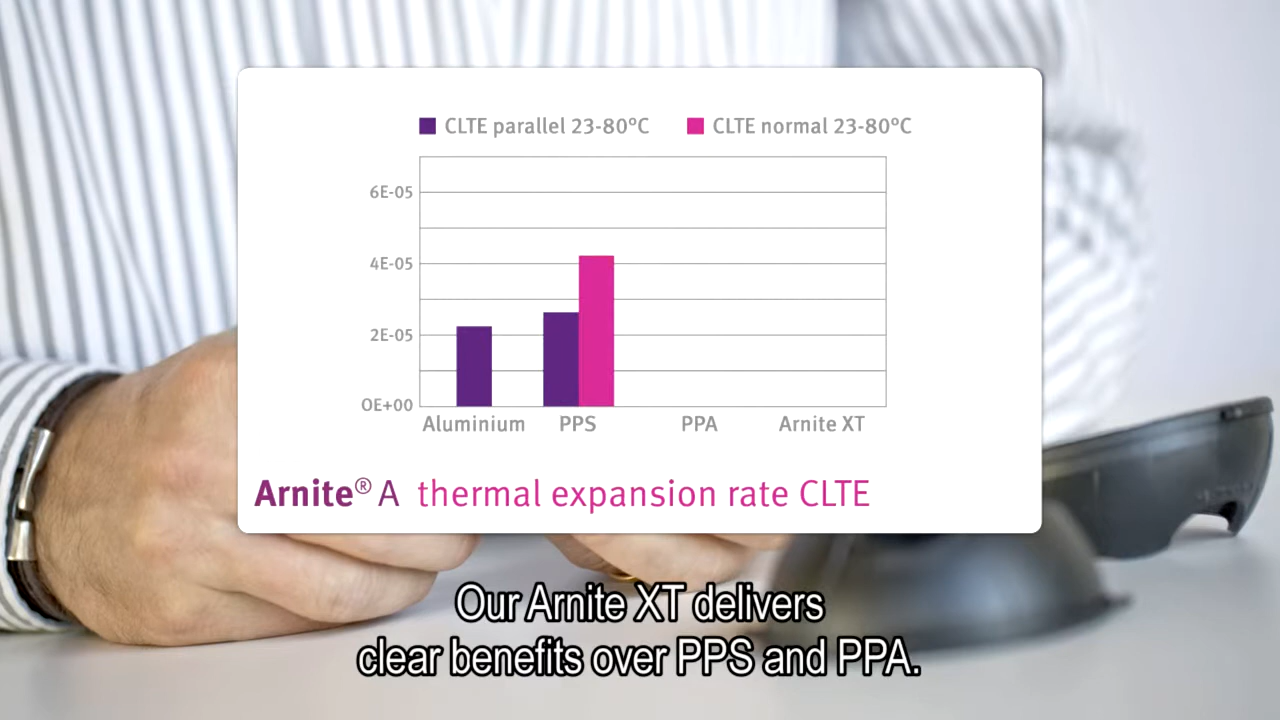 CLTE parallel 23-80°C CLTE normal 23-80°C
6E-05
4E-05
2E-05
0E+00
Aluminium PPS PPA Arnite XT
Arnite® A thermal expansion rate CLTE
Our Arnite XT delivers
clear benefits over PPS and PPA.